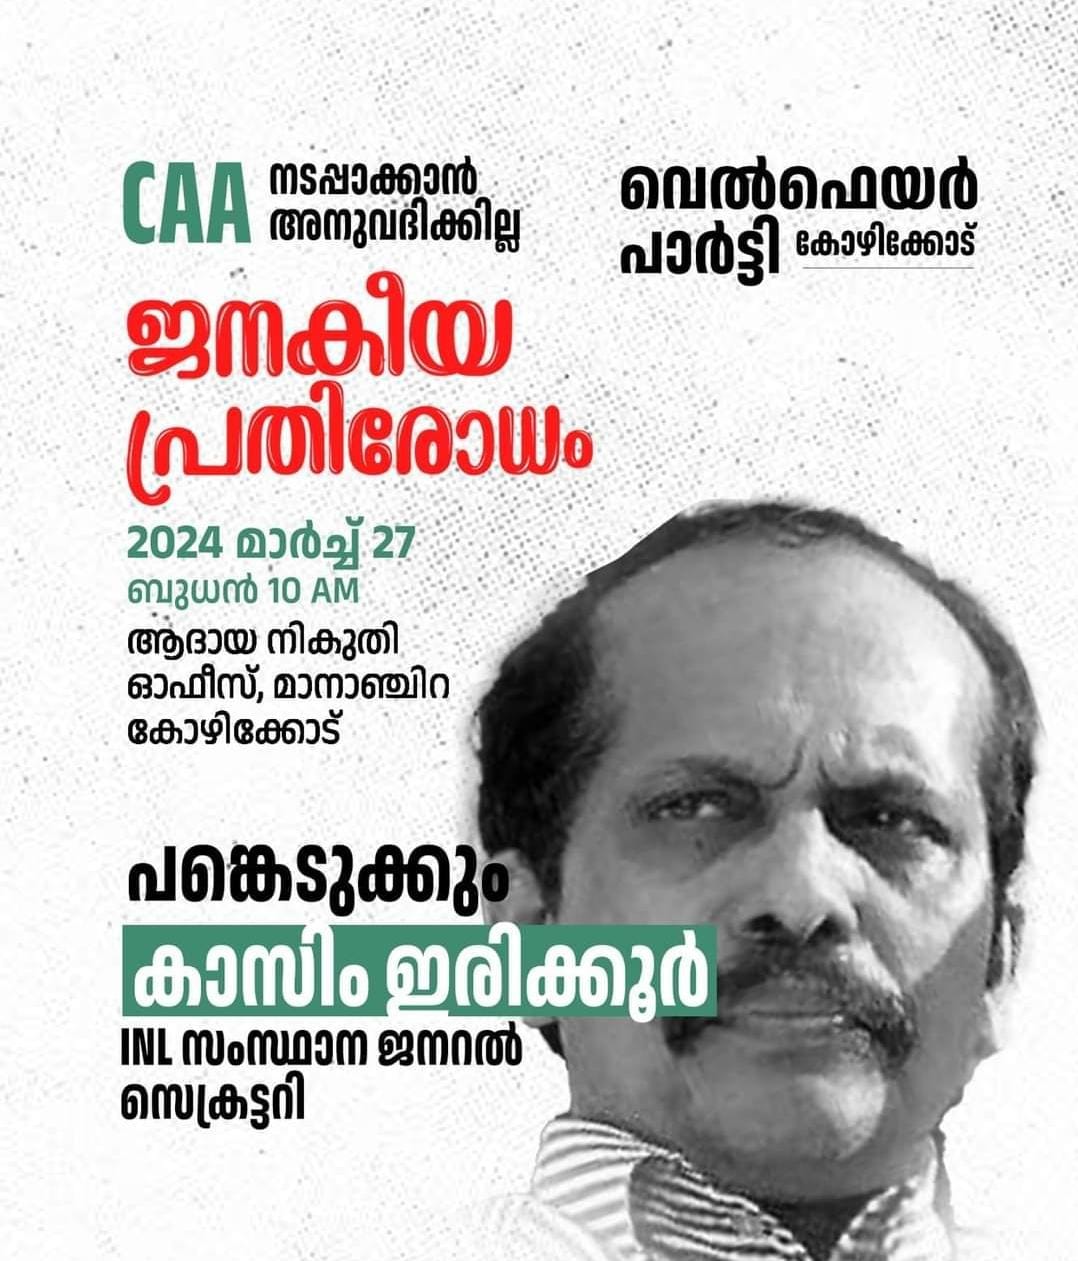 CAA നടപ്പാക്കാൻ
അനുവദിക്കില്ല
വെൽഫെയർ
പാർട്ടി കോഴിക്കോട്
ജനകീയ
പ്രതിരോധം
2024 മാർച്ച് 27
ബുധൻ 10 AM
ആദായ നികുതി
ഓഫീസ്, മാനാഞ്ചിറ
കോഴിക്കോട്
പങ്കെടുക്കും
കാസിം ഇരിക്കൂർ
INL സംസ്ഥാന ജനറൽ
സെക്രട്ടറി